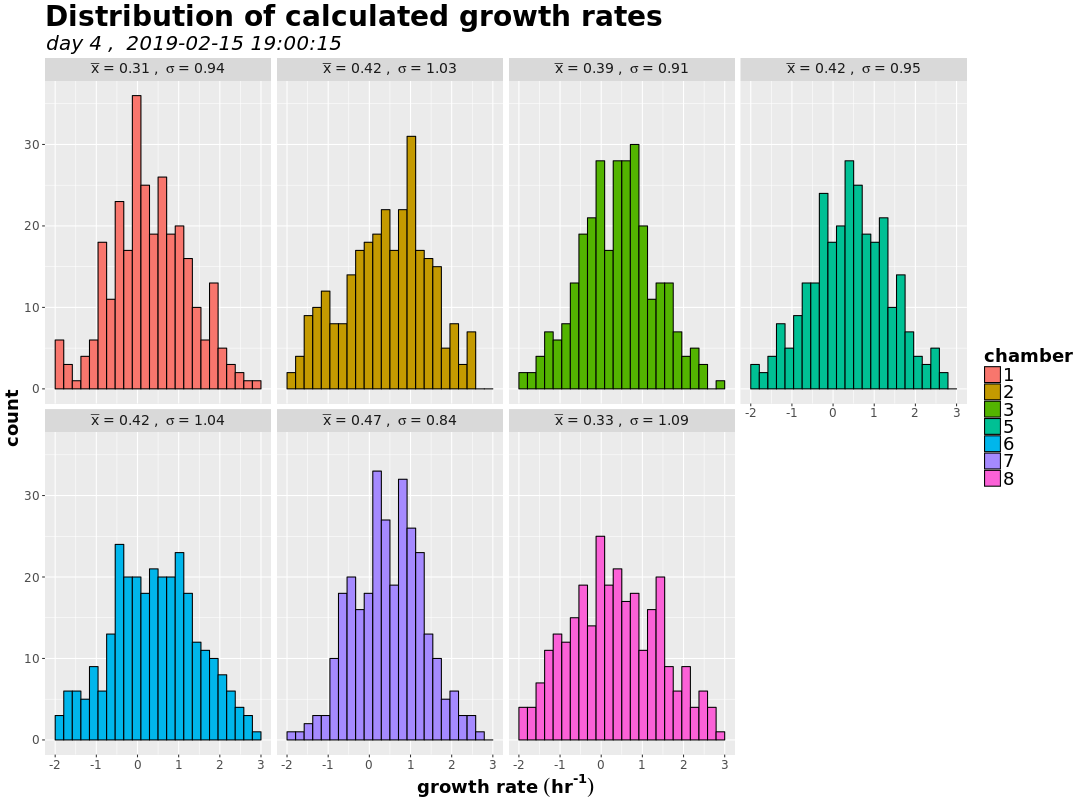 Distribution of calculated growth rates
day 4 ,  2019-02-15 19:00:15
x̅ = 0.31 ,  σ = 0.94
x̅ = 0.42 ,  σ = 1.03
x̅ = 0.39 ,  σ = 0.91
x̅ = 0.42 ,  σ = 0.95
30
20
10
0
-2 -1 0 1 2 3
chamber
1
2
3
5
6
7
8
count
x̅ = 0.42 ,  σ = 1.04
x̅ = 0.47 ,  σ = 0.84
x̅ = 0.33 ,  σ = 1.09
30
20
10
0
-2 -1 0 1 2 3
-2 -1 0 1 2 3
-2 -1 0 1 2 3
growth rate (hr⁻¹)